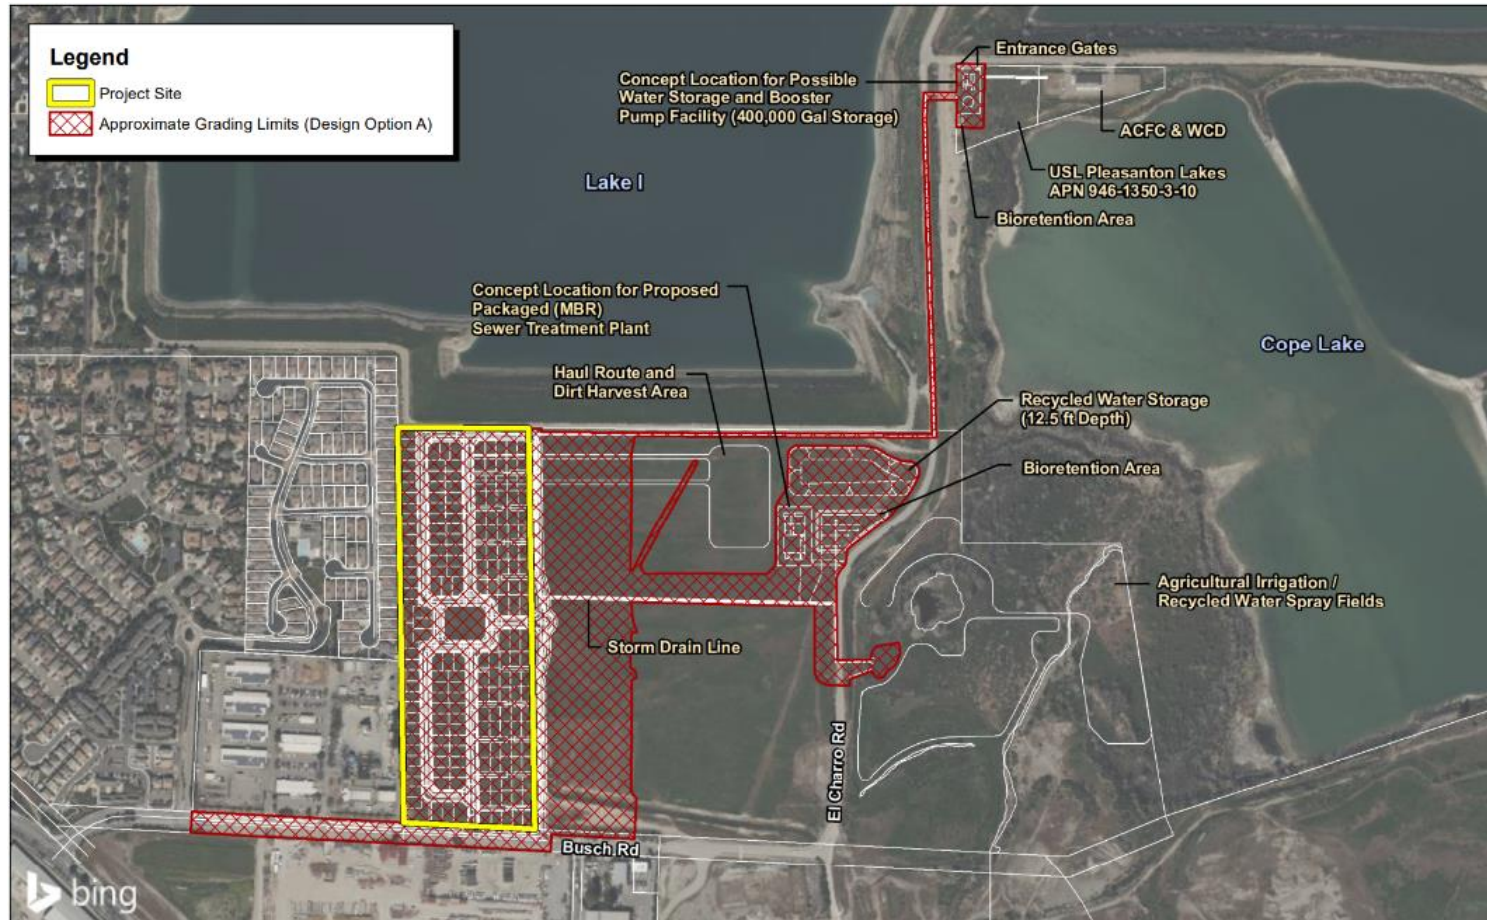 Legend
Project Site
Approximate Grading Limits (Design Option A)
Entrance Gates
Concept Location for Possible
Water Storage and Booster
Pump Facility (400,000 Gal Storage)
ACFC & WCD
USL Pleasanton Lakes
APN 946-1350-3-10
Lake I
Bioretention Area
Concept Location for Proposed
Packaged (MBR)
Sewer Treatment Plant
Cope Lake
Haul Route and
Dirt Harvest Area
Recycled Water Storage
(12.5 ft Depth)
Bioretention Area
Agricultural Irrigation /
Recycled Water Spray Fields
Storm Drain Line
El Charro Rd
Busch Rd
bing